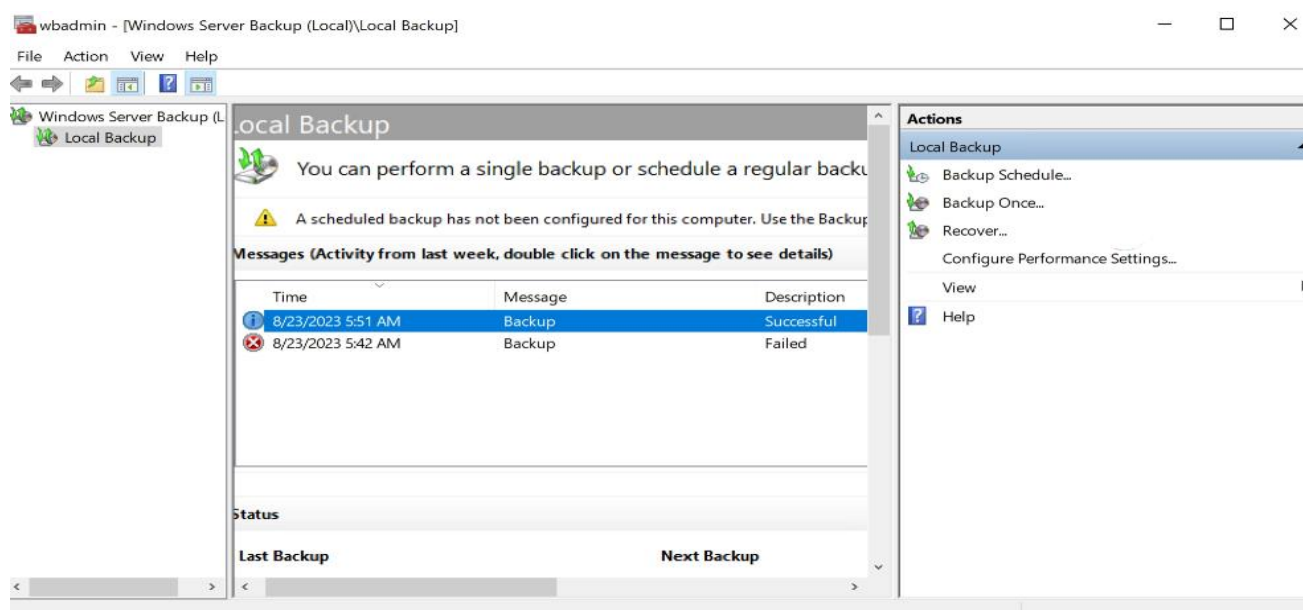 wbadmin - [Windows Server Backup (Local)\Local Backup]
File Action View Help
Windows Server Backup (L
Local Backup
Local Backup
You can perform a single backup or schedule a regular backu
A scheduled backup has not been configured for this computer. Use the Backup
Messages (Activity from last week, double click on the message to see details)
Time Message Description
8/23/2023 5:51 AM Backup Successful
8/23/2023 5:42 AM Backup Failed
Status
Last Backup Next Backup
Actions
Local Backup
Backup Schedule...
Backup Once...
Recover...
Configure Performance Settings...
View
Help